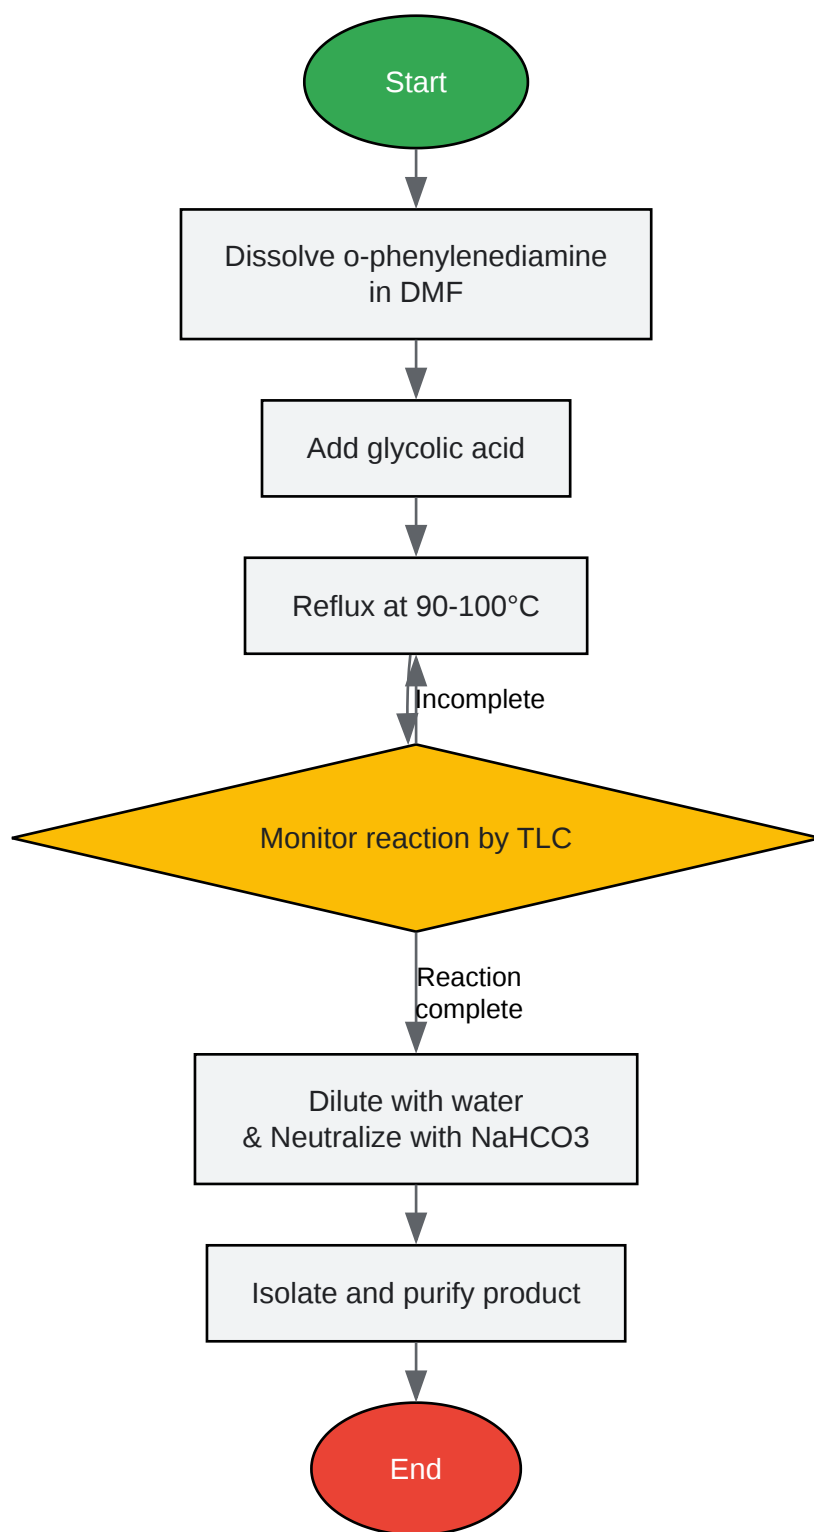 Start
Dissolve o-phenylenediamine
in DMF
Add glycolic acid
Reflux at 90-100°C
Incomplete
Monitor reaction by TLC
Reaction
complete
Dilute with water
& Neutralize with NaHCO3
Isolate and purify product
End